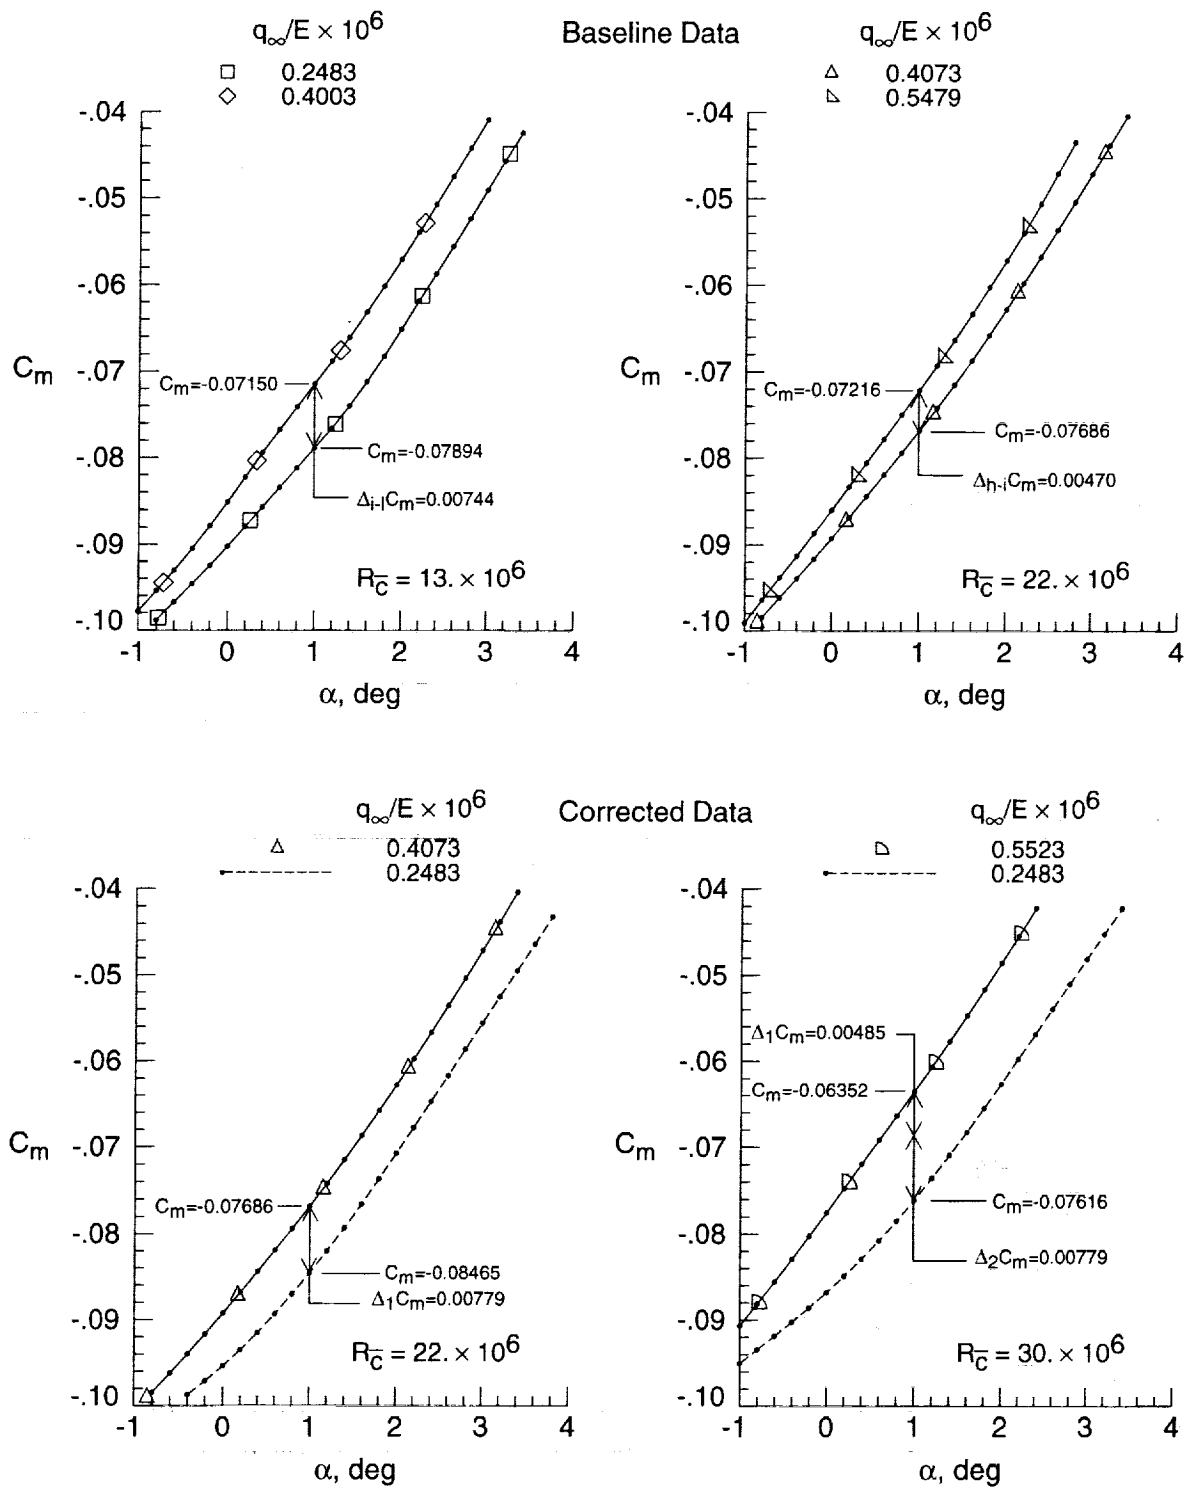 q∞/E × 10⁶
Baseline Data
q∞/E × 10⁶
0.2483
0.4003
0.4073
0.5479
-.04
-.05
-.06
-.07
-.08
-.09
-.10
Cm
Cm=-0.07150
Cm=-0.07894
Δi-lCm=0.00744
Rc̅ = 13. × 10⁶
-1 0 1 2 3 4
α, deg
-.04
-.05
-.06
-.07
-.08
-.09
-.10
Cm=-0.07216
Cm=-0.07686
Δh-iCm=0.00470
Rc̅ = 22. × 10⁶
-1 0 1 2 3 4
α, deg
q∞/E × 10⁶
Corrected Data
q∞/E × 10⁶
0.4073
0.2483
0.5523
0.2483
-.04
-.05
-.06
-.07
-.08
-.09
-.10
Cm
Cm=-0.07686
Cm=-0.08465
Δ1Cm=0.00779
Rc̅ = 22. × 10⁶
-1 0 1 2 3 4
α, deg
-.04
-.05
-.06
-.07
-.08
-.09
-.10
Cm
Δ1Cm=0.00485
Cm=-0.06352
Cm=-0.07616
Δ2Cm=0.00779
Rc̅ = 30. × 10⁶
-1 0 1 2 3 4
α, deg